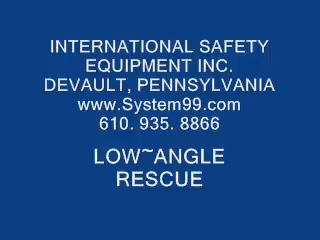 INTERNATIONAL SAFETY
EQUIPMENT INC.
DEVAULT, PENNSYLVANIA
www.System99.com
610. 935. 8866
LOW~ANGLE
RESCUE